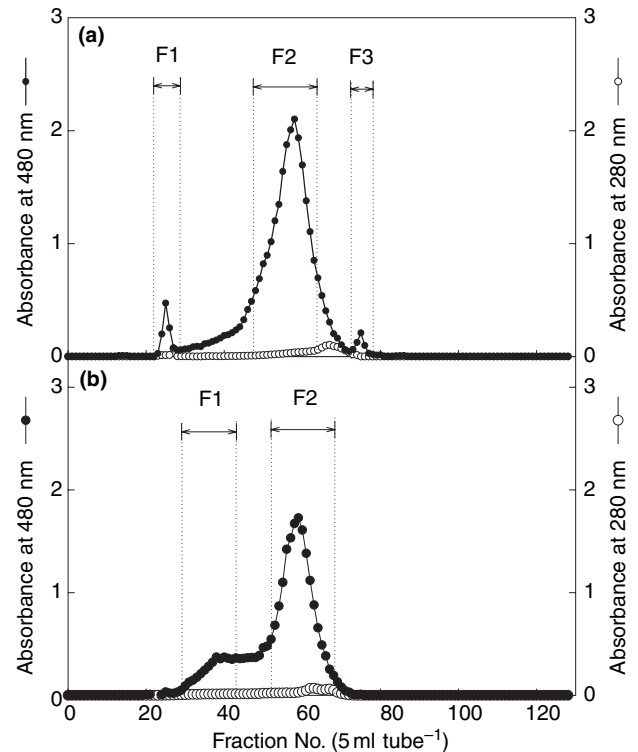 (a)
F1
F2
F3
3
2
1
0
Absorbance at 480 nm
3
2
1
0
Absorbance at 280 nm
(b)
F1
F2
3
2
1
0
Absorbance at 480 nm
3
2
1
0
Absorbance at 280 nm
0 20 40 60 80 100 120
Fraction No. (5 ml tube⁻¹)